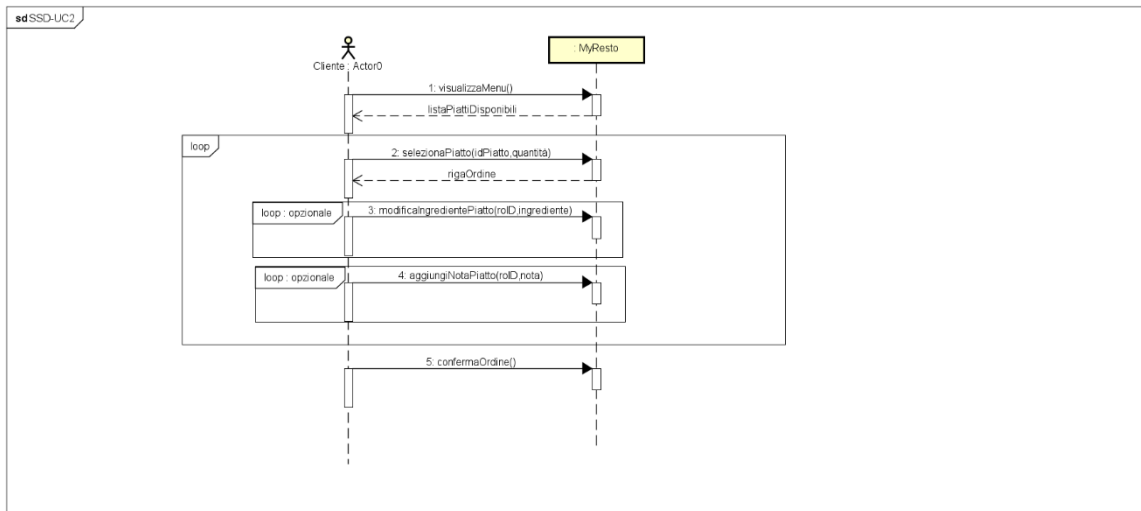 sd SSD-UC2
: MyResto
Cliente : Actor0
1: visualizzaMenu()
listaPiattiDisponibili
loop
2: selezionaPiatto(idPiatto,quantità)
rigaOrdine
loop : opzionale
3: modificaIngredientePiatto(roID,ingrediente)
loop : opzionale
4: aggiungiNotaPiatto(roID,nota)
5: confermaOrdine()